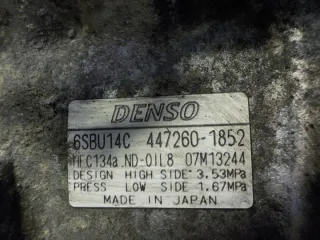 DENSO
6SBU14C 447260-1852
HFC134a ND-OIL8 07M13244
DESIGN HIGH SIDE 3.53MPa
PRESS LOW SIDE 1.67MPa
MADE IN JAPAN